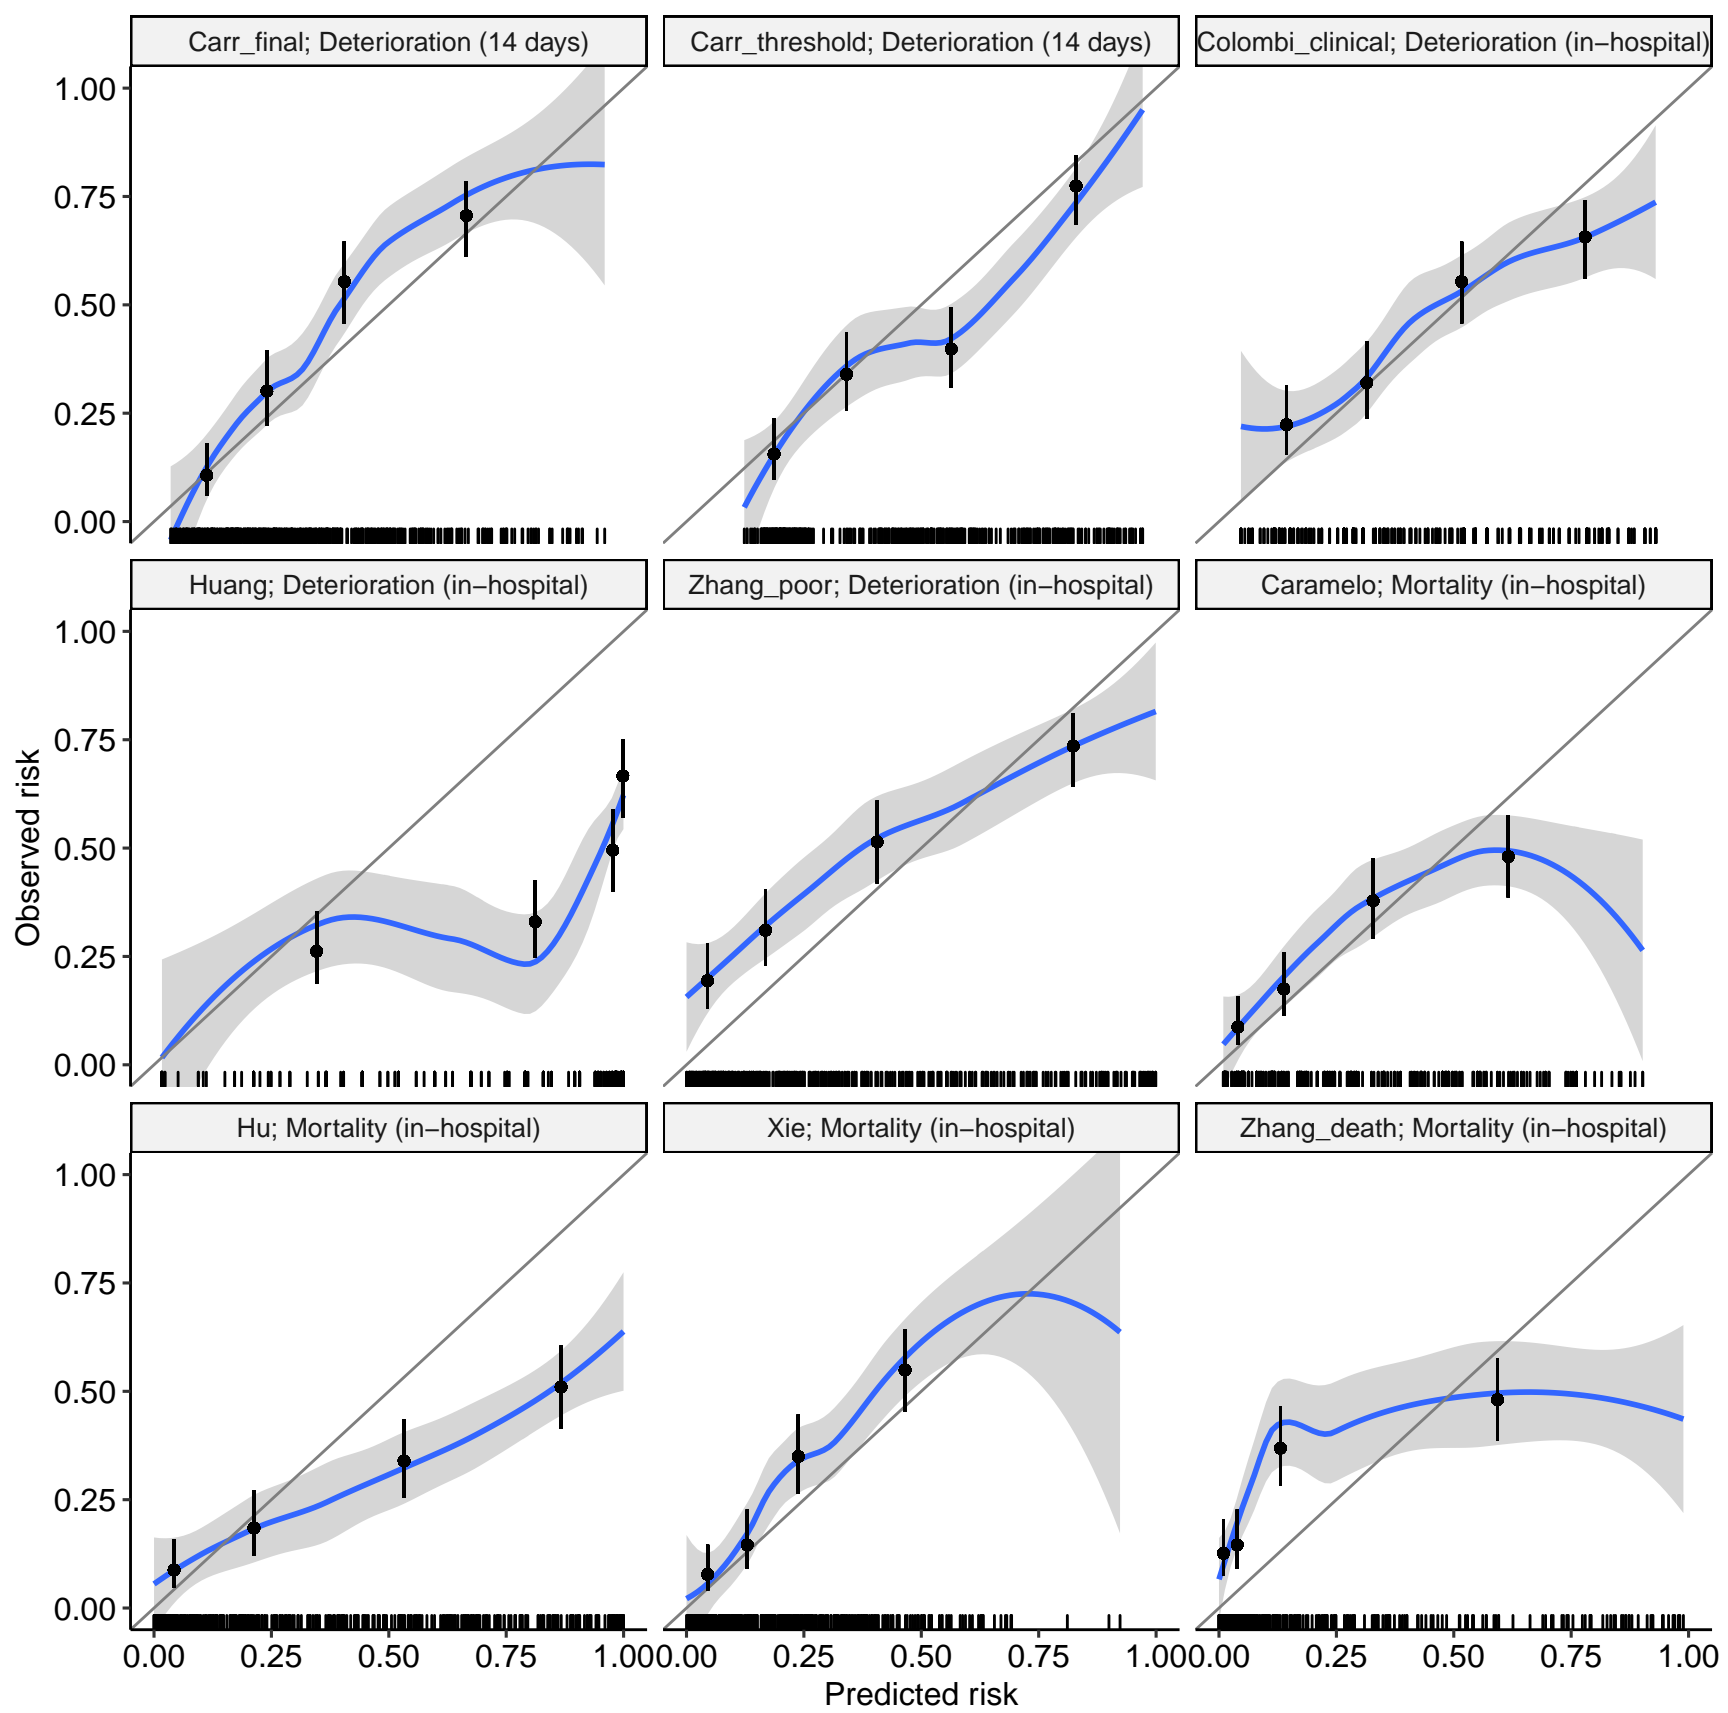 Carr_final; Deterioration (14 days)
Carr_threshold; Deterioration (14 days)
Colombi_clinical; Deterioration (in−hospital)
1.00
0.75
0.50
0.25
0.00
Huang; Deterioration (in−hospital)
Zhang_poor; Deterioration (in−hospital)
Caramelo; Mortality (in−hospital)
1.00
0.75
0.50
0.25
0.00
Observed risk
Hu; Mortality (in−hospital)
Xie; Mortality (in−hospital)
Zhang_death; Mortality (in−hospital)
1.00
0.75
0.50
0.25
0.00
0.00 0.25 0.50 0.75 1.00
0.00 0.25 0.50 0.75 1.00
0.00 0.25 0.50 0.75 1.00
Predicted risk